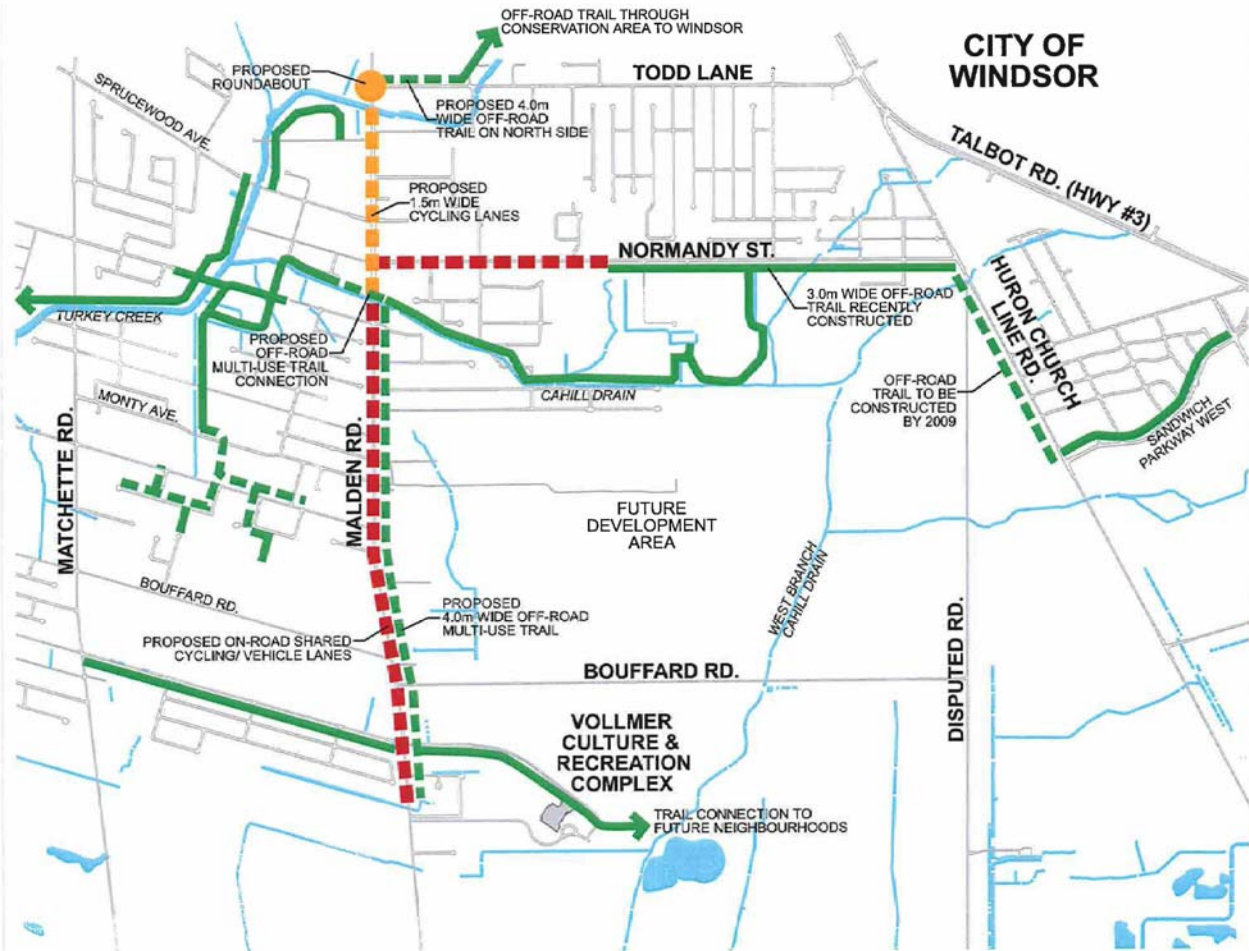 OFF-ROAD TRAIL THROUGH
CONSERVATION AREA TO WINDSOR
CITY OF
WINDSOR
PROPOSED
ROUNDABOUT
TODD LANE
SPRUCEWOOD AVE.
PROPOSED 4.0m
WIDE OFF-ROAD
TRAIL ON NORTH SIDE
TALBOT RD. (HWY #3)
PROPOSED
1.5m WIDE
CYCLING LANES
NORMANDY ST.
HURON CHURCH
LINE RD.
3.0m WIDE OFF-ROAD
TRAIL RECENTLY
CONSTRUCTED
TURKEY CREEK
PROPOSED
OFF-ROAD
MULTI-USE TRAIL
CONNECTION
OFF-ROAD
TRAIL TO BE
CONSTRUCTED
BY 2009
CAHILL DRAIN
MONTY AVE.
SANDWICH
PARKWAY WEST
MATCHETTE RD.
MALDEN RD.
FUTURE
DEVELOPMENT
AREA
BOUFFARD RD.
WEST BRANCH
CAHILL DRAIN
PROPOSED
4.0m WIDE OFF-ROAD
MULTI-USE TRAIL
PROPOSED ON-ROAD SHARED
CYCLING/ VEHICLE LANES
BOUFFARD RD.
DISPUTED RD.
VOLLMER
CULTURE &
RECREATION
COMPLEX
TRAIL CONNECTION TO
FUTURE NEIGHBOURHOODS